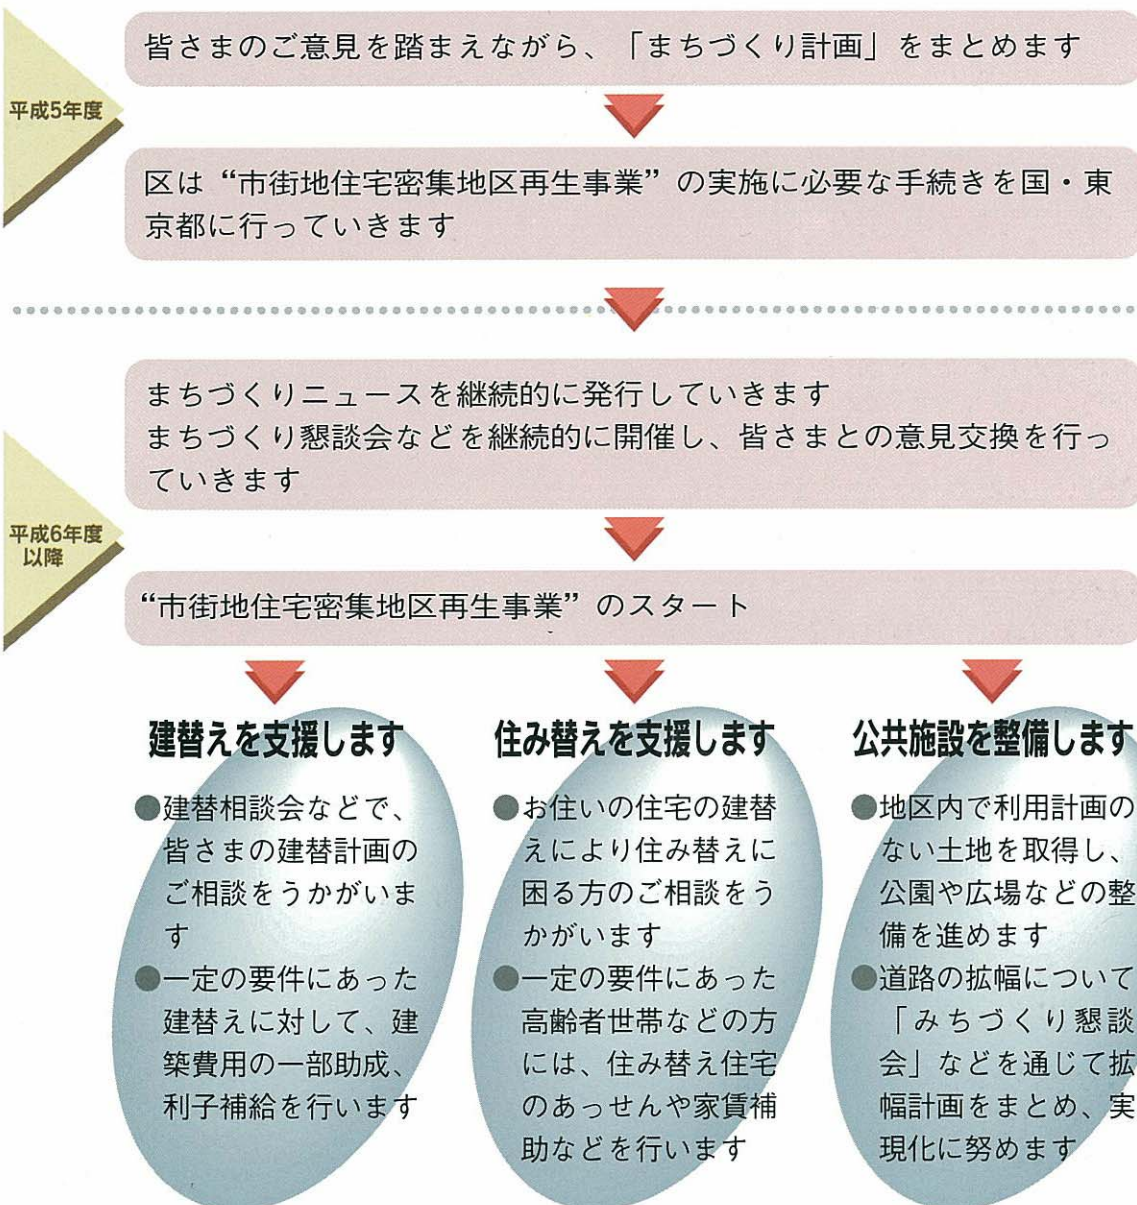 平成5年度
皆さまのご意見を踏まえながら、「まちづくり計画」をまとめます
区は“市街地住宅密集地区再生事業”の実施に必要な手続きを国・東
京都に行っていきます
平成6年度
以降
まちづくりニュースを継続的に発行していきます
まちづくり懇談会などを継続的に開催し、皆さまとの意見交換を行っ
ていきます
“市街地住宅密集地区再生事業”のスタート
建替えを支援します
●建替相談会などで、
皆さまの建替計画の
ご相談をうかがいま
す
●一定の要件にあった
建替えに対して、建
築費用の一部助成、
利子補給を行います
住み替えを支援します
●お住いの住宅の建替
えにより住み替えに
困る方のご相談をう
かがいます
●一定の要件にあった
高齢者世帯などの方
には、住み替え住宅
のあっせんや家賃補
助などを行います
公共施設を整備します
●地区内で利用計画の
ない土地を取得し、
公園や広場などの整
備を進めます
●道路の拡幅について
「みちづくり懇談
会」などを通じて拡
幅計画をまとめ、実
現化に努めます